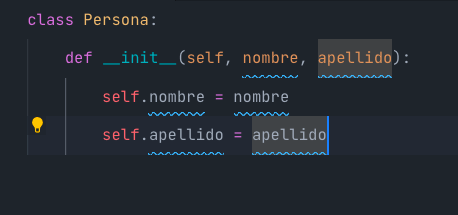 class Persona:
def __init__(self, nombre, apellido):
self.nombre = nombre
self.apellido = apellido